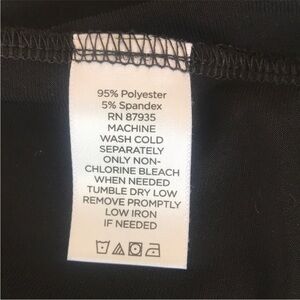 95% Polyester
5% Spandex
RN 87935
MACHINE
WASH COLD
SEPARATELY
ONLY NON-
CHLORINE BLEACH
WHEN NEEDED
TUMBLE DRY LOW
REMOVE PROMPTLY
LOW IRON
IF NEEDED